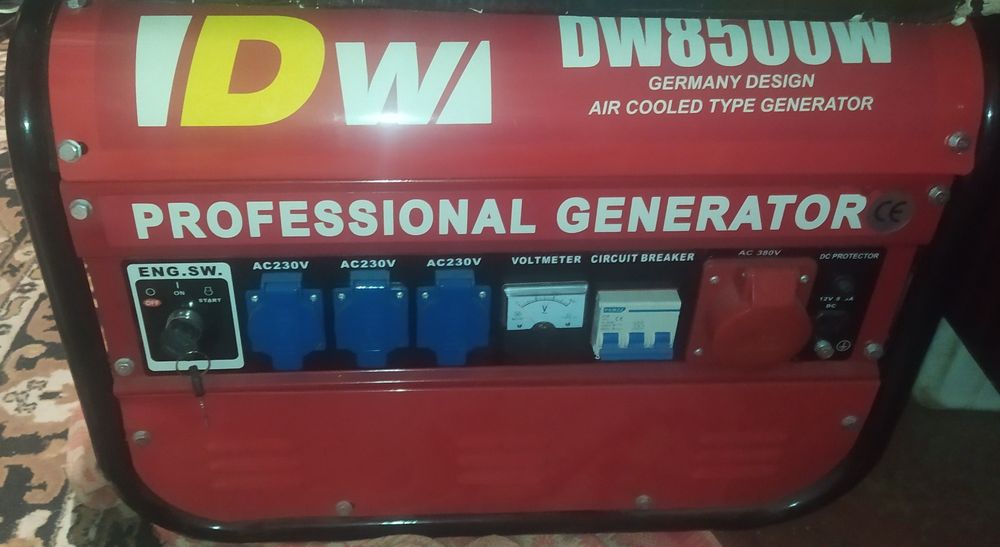 DW
DW8500W
GERMANY DESIGN
AIR COOLED TYPE GENERATOR
PROFESSIONAL GENERATOR
CE
ENG.SW.
ON
OFF
START
AC230V
AC230V
AC230V
VOLTMETER
V
CIRCUIT BREAKER
AC 380V
DC PROTECTOR
12V
DC